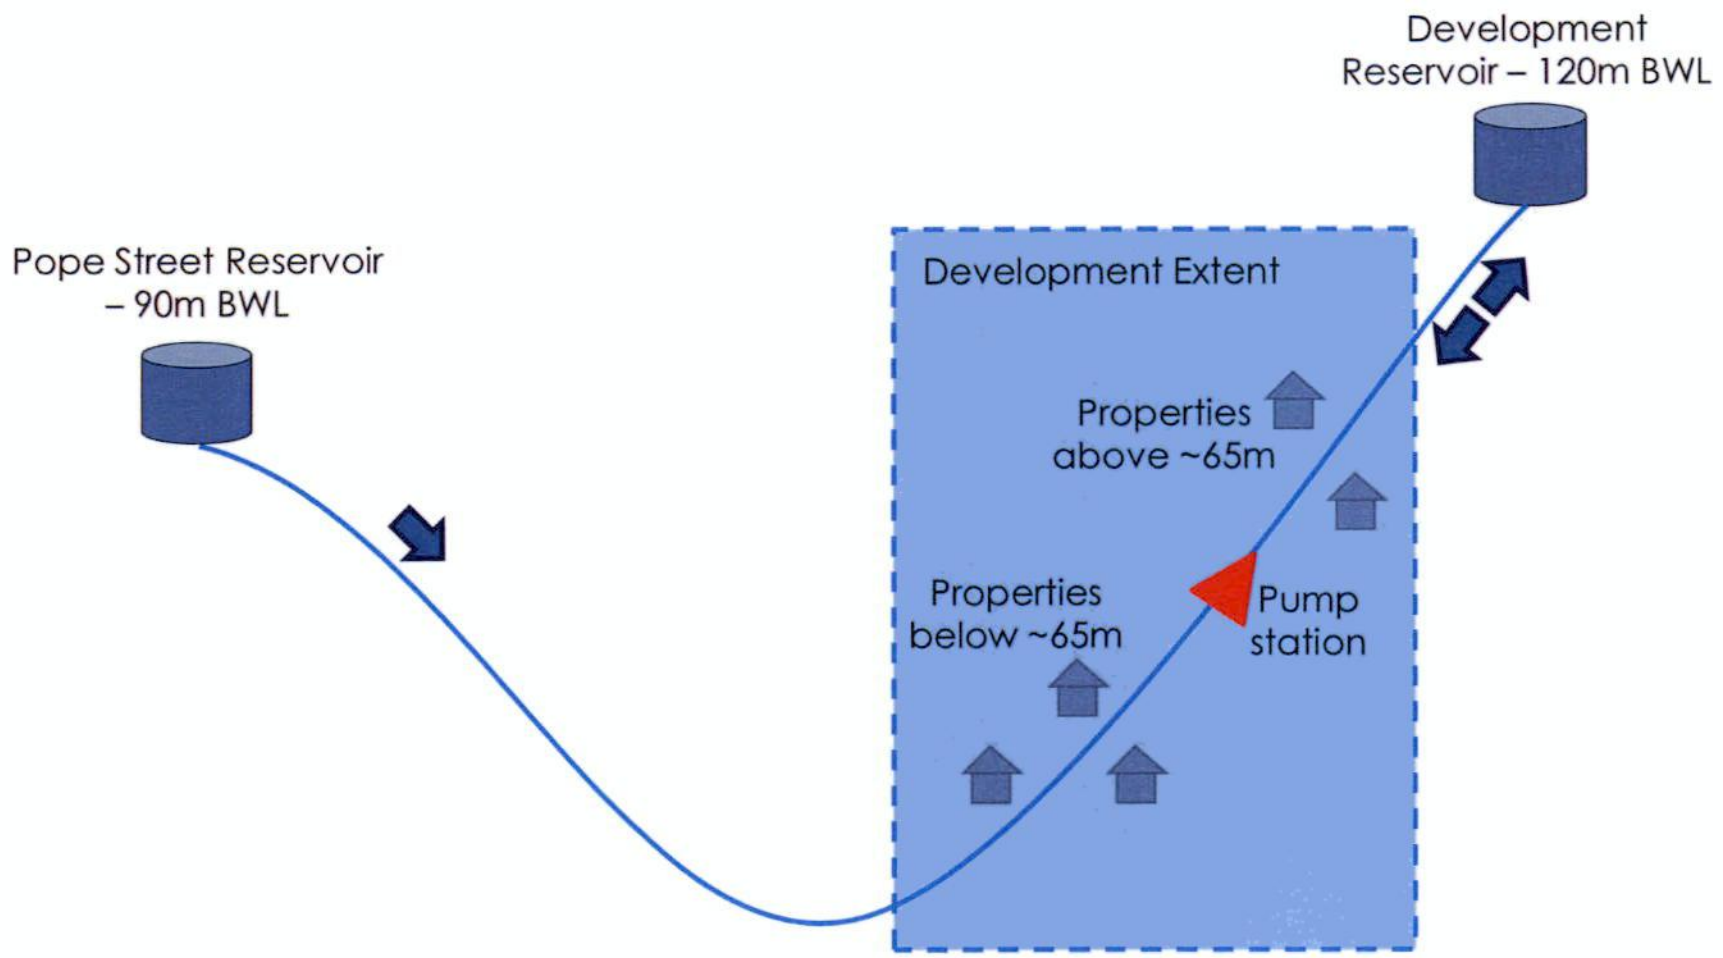 Development
Reservoir – 120m BWL
Pope Street Reservoir
– 90m BWL
Development Extent
Properties
above ~65m
Properties
below ~65m
Pump
station